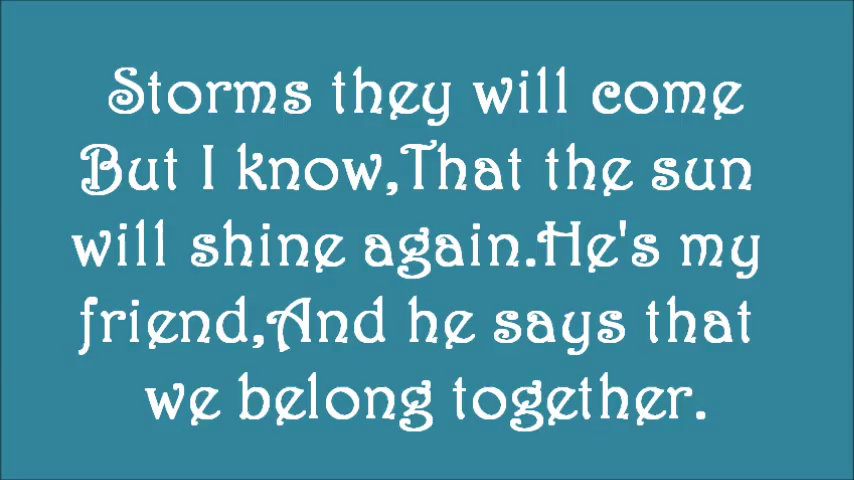 Storms they will come
But I know,That the sun
will shine again.He's my
friend,And he says that
we belong together.